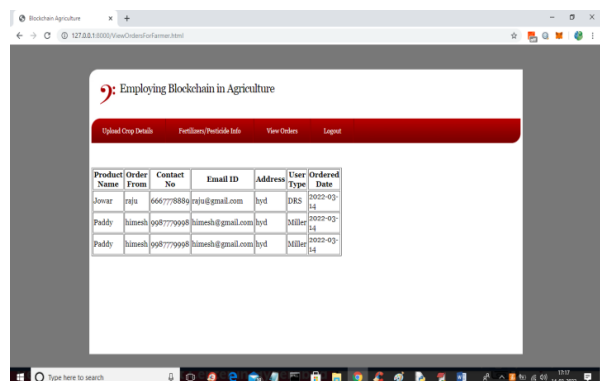 Blockchain Agriculture
127.0.0.1:8000/ViewOrdersForFarmer.html
Employing Blockchain in Agriculture
Upload Crop Details Fertilizers/Pesticide Info View Orders Logout
Product Name Order From Contact No Email ID Address User Type Ordered Date
Jowar raju 6667778889 raju@gmail.com hyd DRS 2022-03-14
Paddy himesh 9987779998 himesh@gmail.com hyd Miller 2022-03-14
Paddy himesh 9987779998 himesh@gmail.com hyd Miller 2022-03-14
Type here to search
17:17